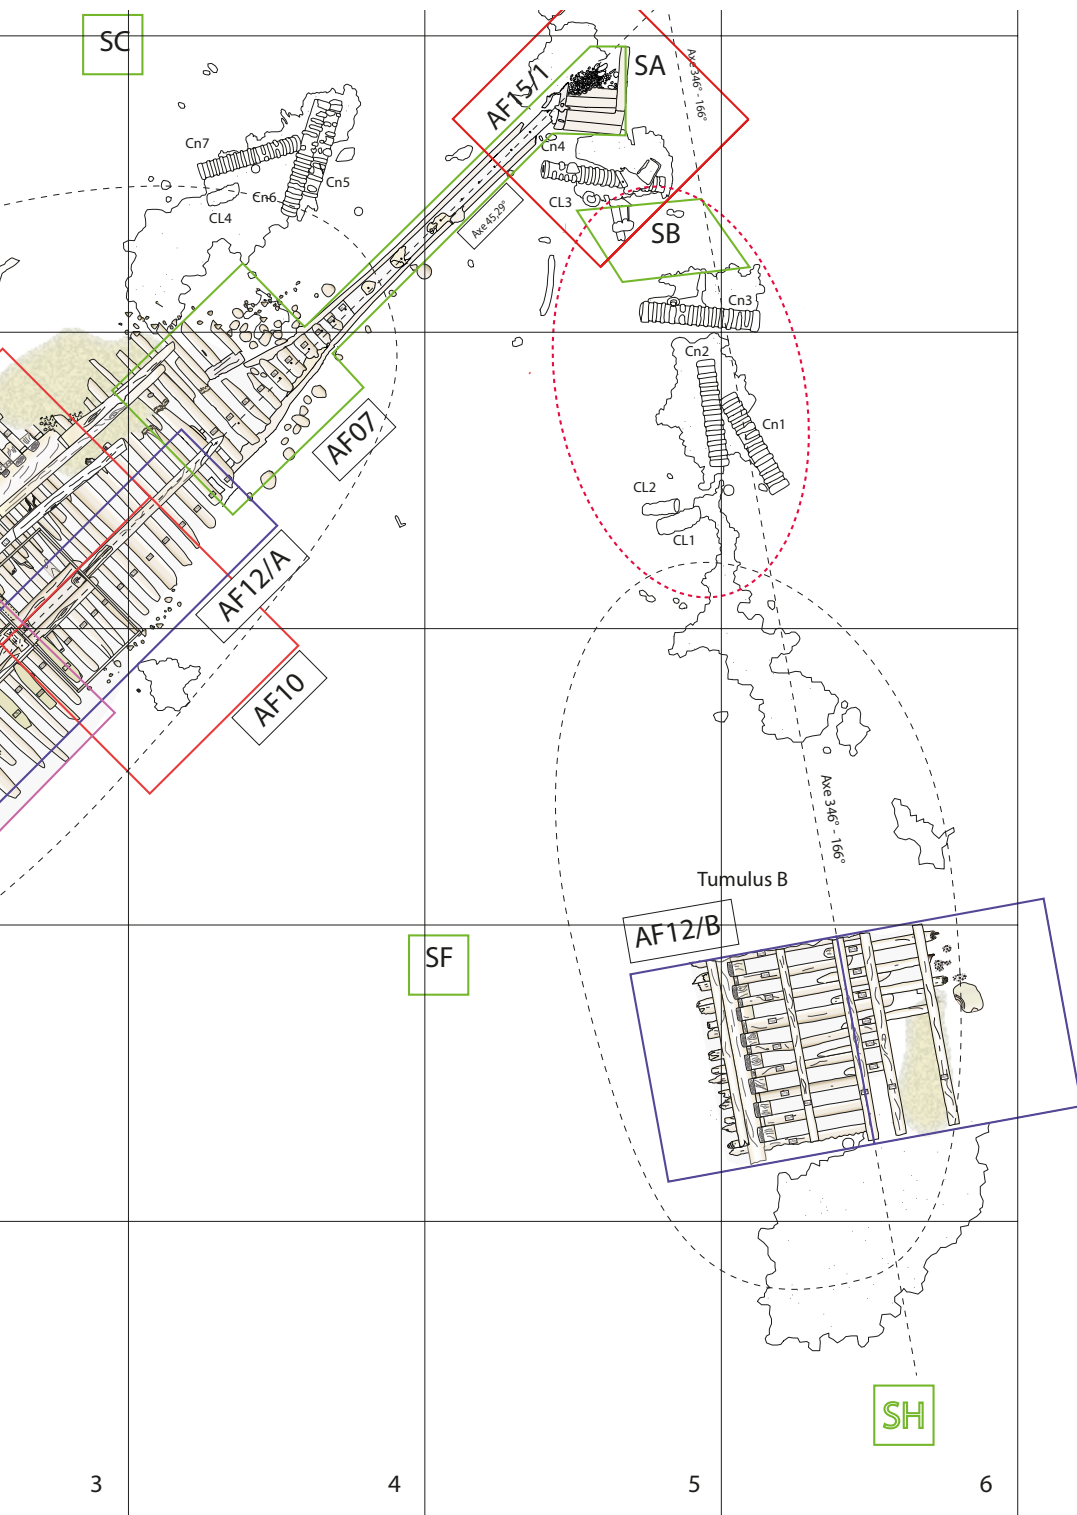 SC
SA
AF15/1
Axe 346° - 166°
Cn7
Cn4
Cn5
Cn6
CL3
CL4
Axe 45,29°
SB
Cn3
Cn2
AF07
Cn1
CL2
CL1
AF12/A
AF10
Axe 346° - 166°
Tumulus B
AF12/B
SF
SH
3 4 5 6